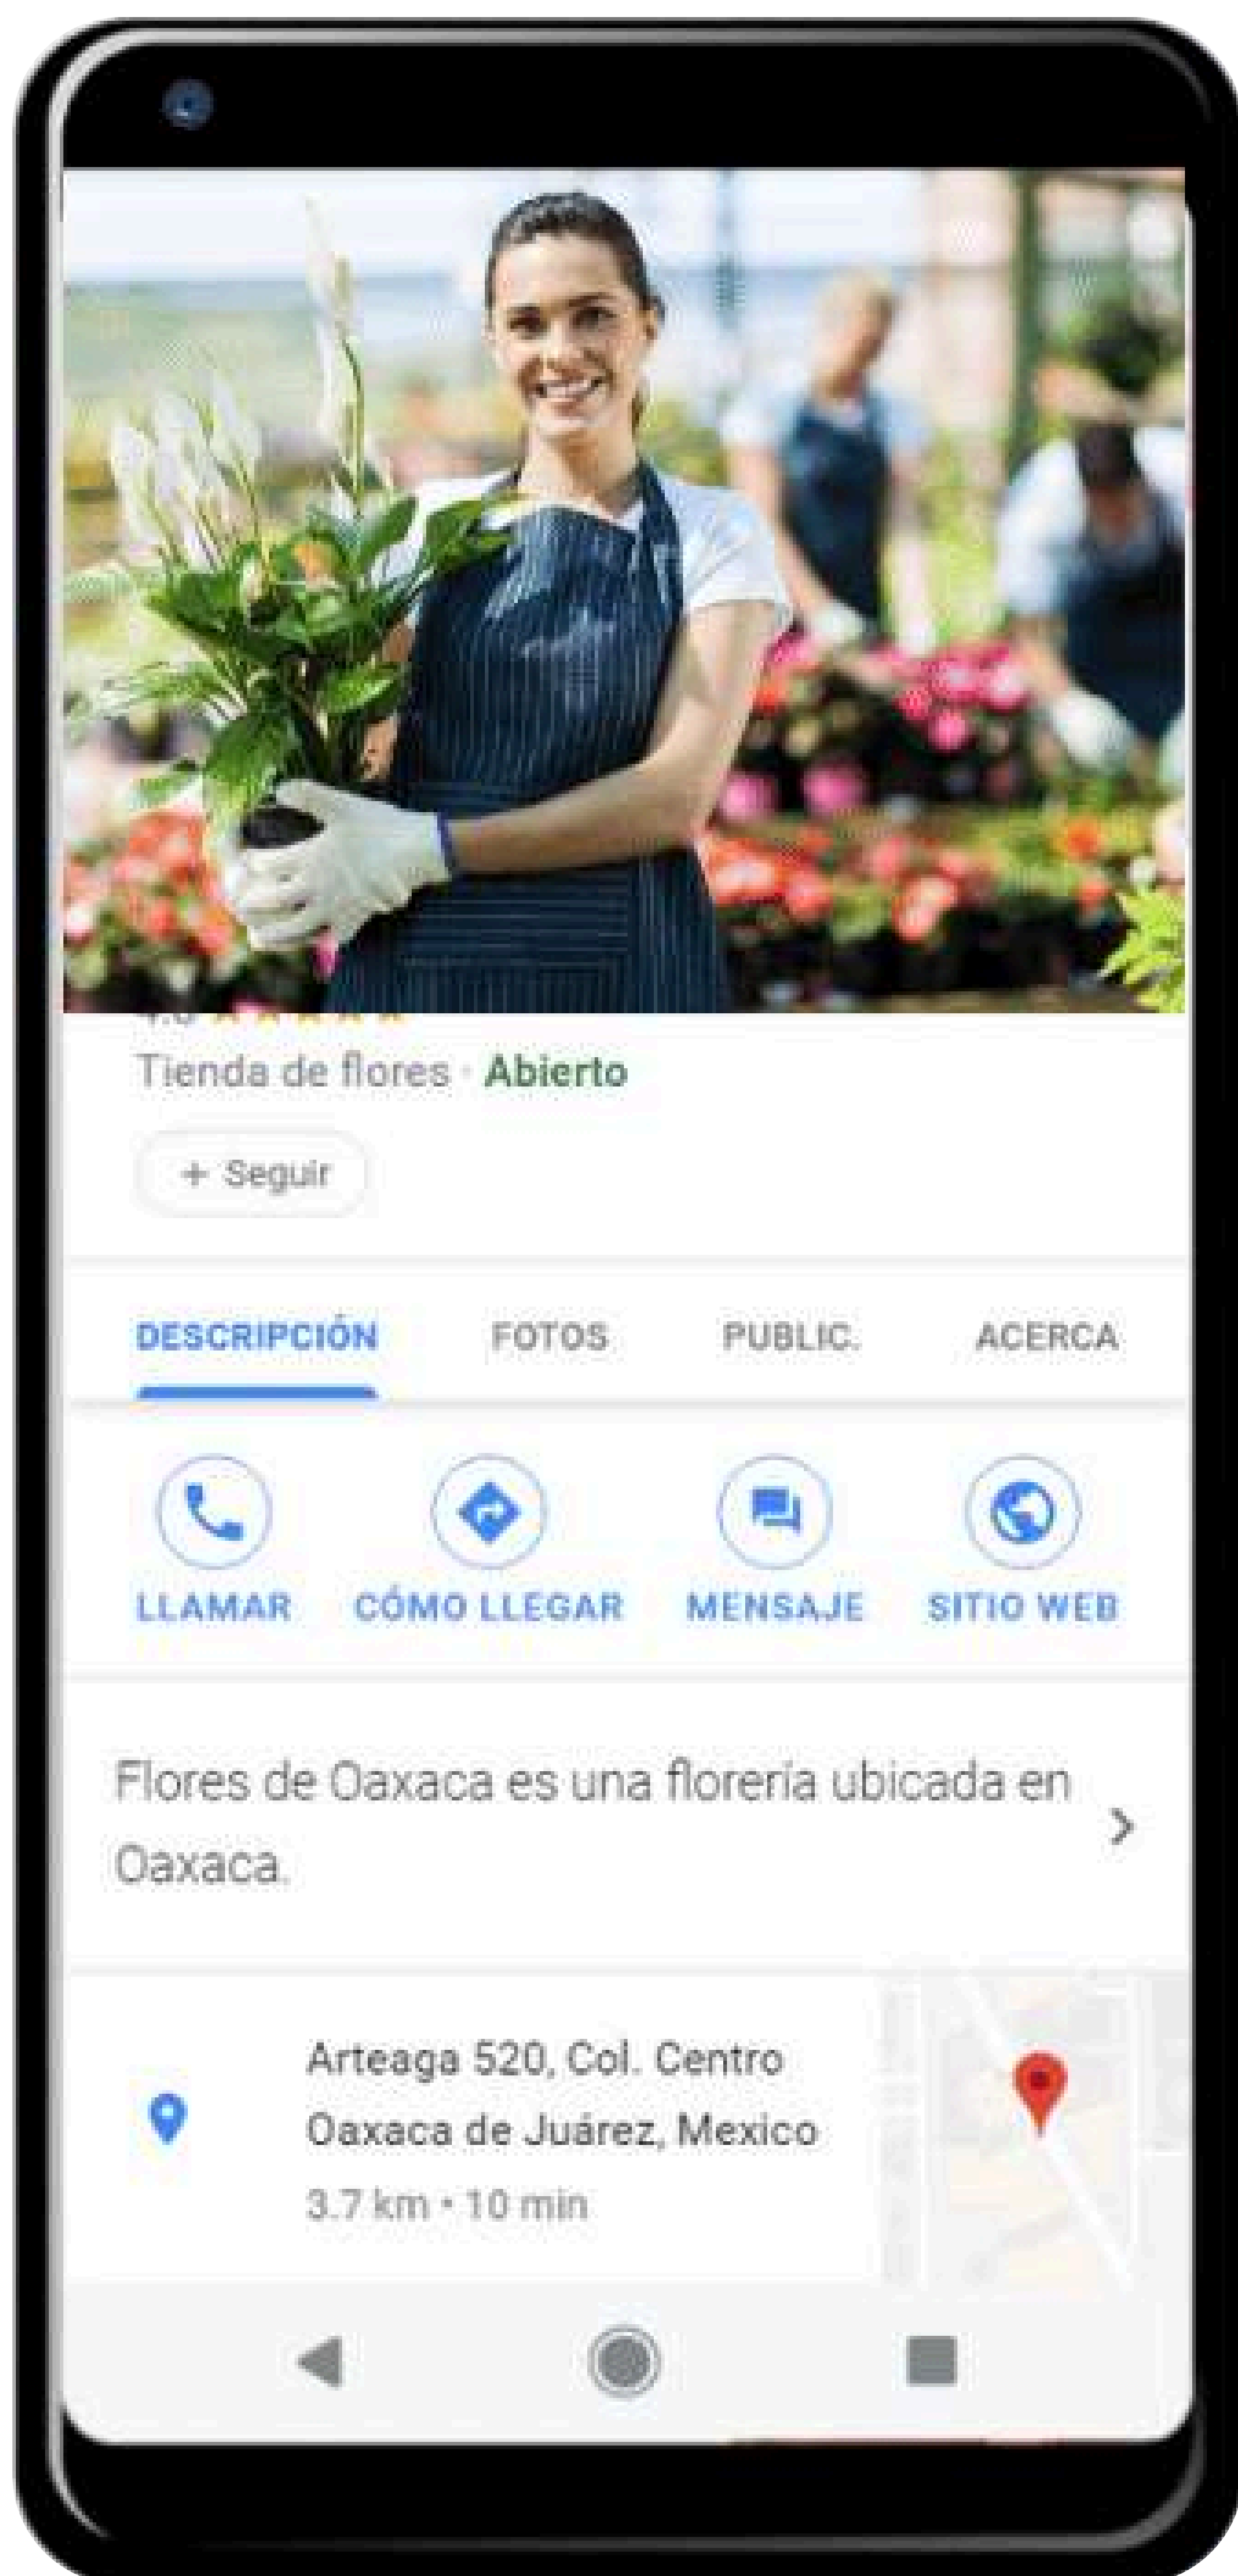 Tienda de flores · Abierto
+ Seguir
DESCRIPCIÓN FOTOS PUBLIC. ACERCA
LLAMAR CÓMO LLEGAR MENSAJE SITIO WEB
Flores de Oaxaca es una florería ubicada en
Oaxaca.
Arteaga 520, Col. Centro
Oaxaca de Juárez, Mexico
3.7 km • 10 min